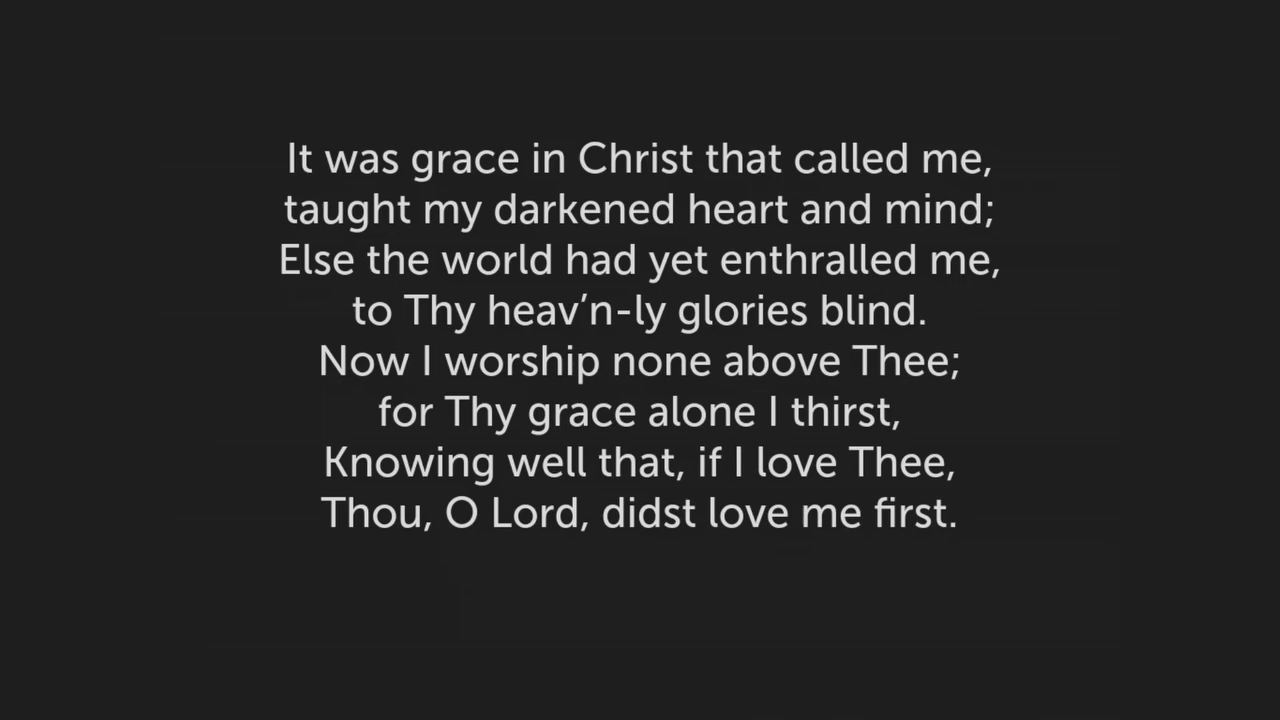 It was grace in Christ that called me,
taught my darkened heart and mind;
Else the world had yet enthralled me,
to Thy heav’n-ly glories blind.
Now I worship none above Thee;
for Thy grace alone I thirst,
Knowing well that, if I love Thee,
Thou, O Lord, didst love me first.